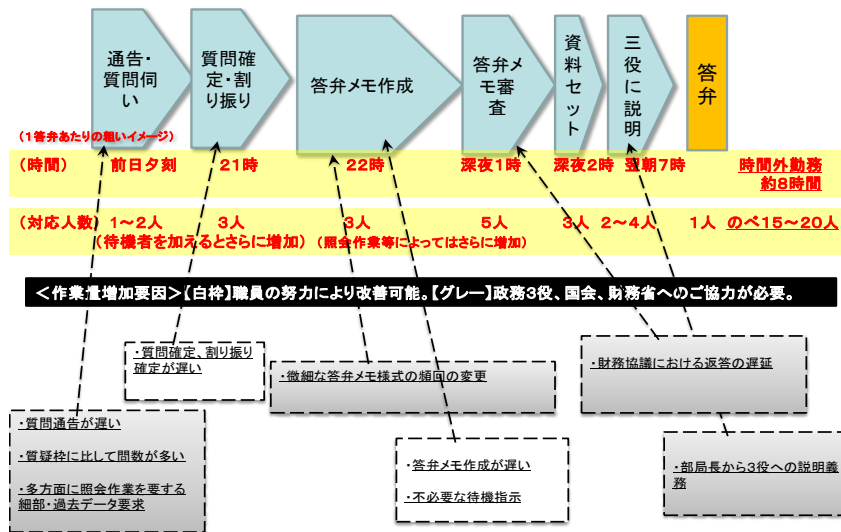 通告・
質問伺
い
質問確
定・割
り振り
答弁メモ作成
答弁メ
モ審
査
資
料
セ
ッ
ト
三
役
に
説
明
答
弁
(1答弁あたりの粗いイメージ)
(時間) 前日夕刻 21時 22時 深夜1時 深夜2時 翌朝7時 時間外勤務
約8時間
(対応人数) 1~2人 3人 3人 5人 3人 2~4人 1人 のべ15~20人
(待機者を加えるとさらに増加) (照会作業等によってはさらに増加)
<作業量増加要因>【白枠】職員の努力により改善可能。【グレー】政務3役、国会、財務省へのご協力が必要。
・質問確定、割り振り
確定が遅い
・微細な答弁メモ様式の頻回の変更
・財務協議における返答の遅延
・質問通告が遅い
・質疑枠に比して問数が多い
・多方面に照会作業を要する
細部・過去データ要求
・答弁メモ作成が遅い
・不必要な待機指示
・部局長から3役への説明義
務